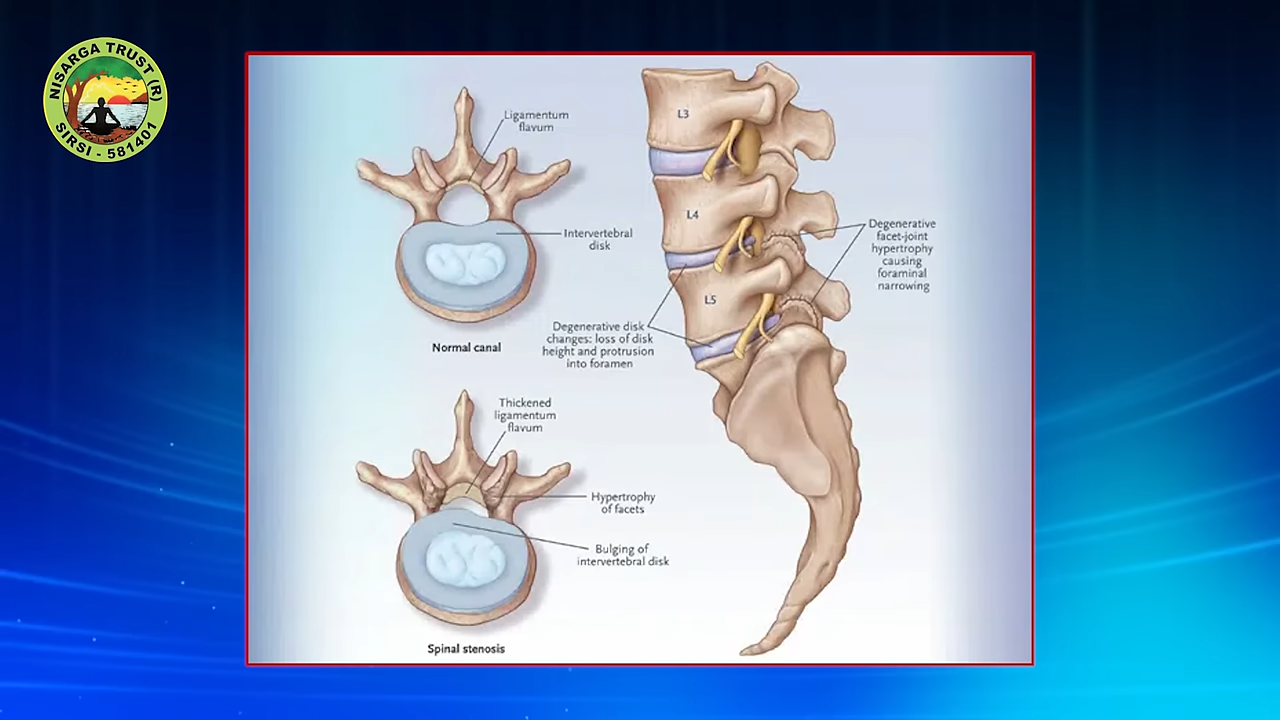 NISARGA TRUST (R)
SIRSI - 581401
Ligamentum
flavum
Intervertebral
disk
Normal canal
Thickened
ligamentum
flavum
Hypertrophy
of facets
Bulging of
intervertebral disk
Spinal stenosis
L3
L4
L5
Degenerative disk
changes: loss of disk
height and protrusion
into foramen
Degenerative
facet-joint
hypertrophy
causing
foraminal
narrowing